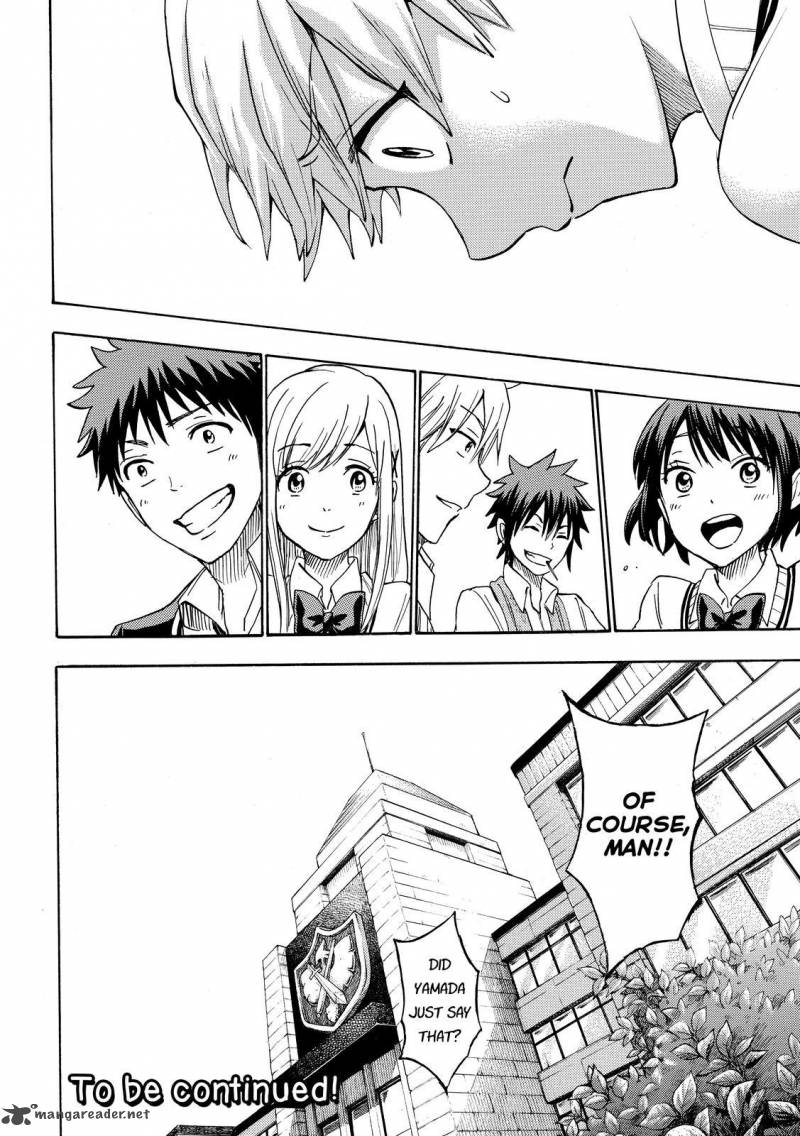 OF
COURSE,
MAN!!
DID
YAMADA
JUST SAY
THAT?
To be continued!
mangareader.net